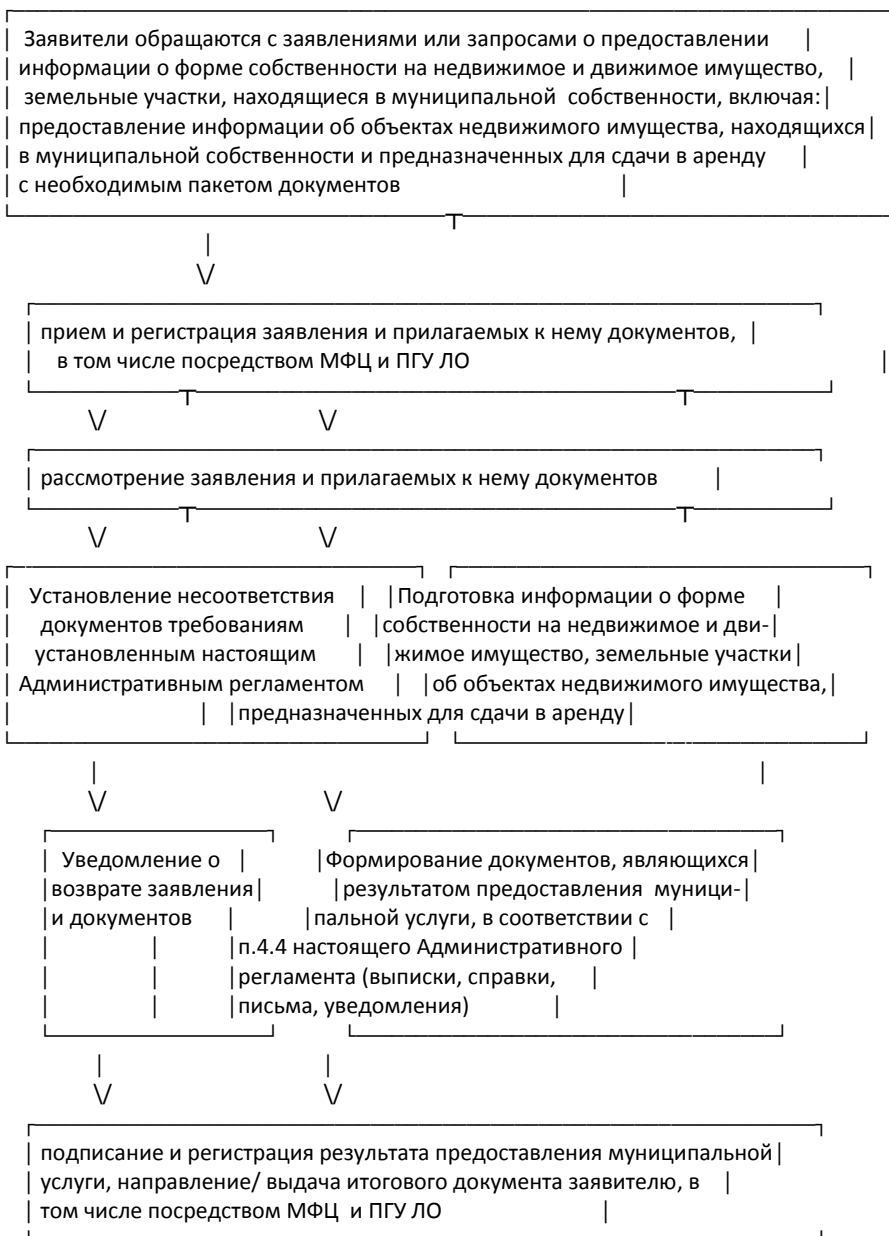 Заявители обращаются с заявлениями или запросами о предоставлении
информации о форме собственности на недвижимое и движимое имущество,
земельные участки, находящиеся в муниципальной собственности, включая:
предоставление информации об объектах недвижимого имущества, находящихся
в муниципальной собственности и предназначенных для сдачи в аренду
с необходимым пакетом документов
прием и регистрация заявления и прилагаемых к нему документов,
в том числе посредством МФЦ и ПГУ ЛО
рассмотрение заявления и прилагаемых к нему документов
Установление несоответствия
документов требованиям
установленным настоящим
Административным регламентом
Подготовка информации о форме
собственности на недвижимое и дви-
жимое имущество, земельные участки
об объектах недвижимого имущества,
предназначенных для сдачи в аренду
Уведомление о
возврате заявления
и документов
Формирование документов, являющихся
результатом предоставления муници-
пальной услуги, в соответствии с
п.4.4 настоящего Административного
регламента (выписки, справки,
письма, уведомления)
подписание и регистрация результата предоставления муниципальной
услуги, направление/ выдача итогового документа заявителю, в
том числе посредством МФЦ и ПГУ ЛО